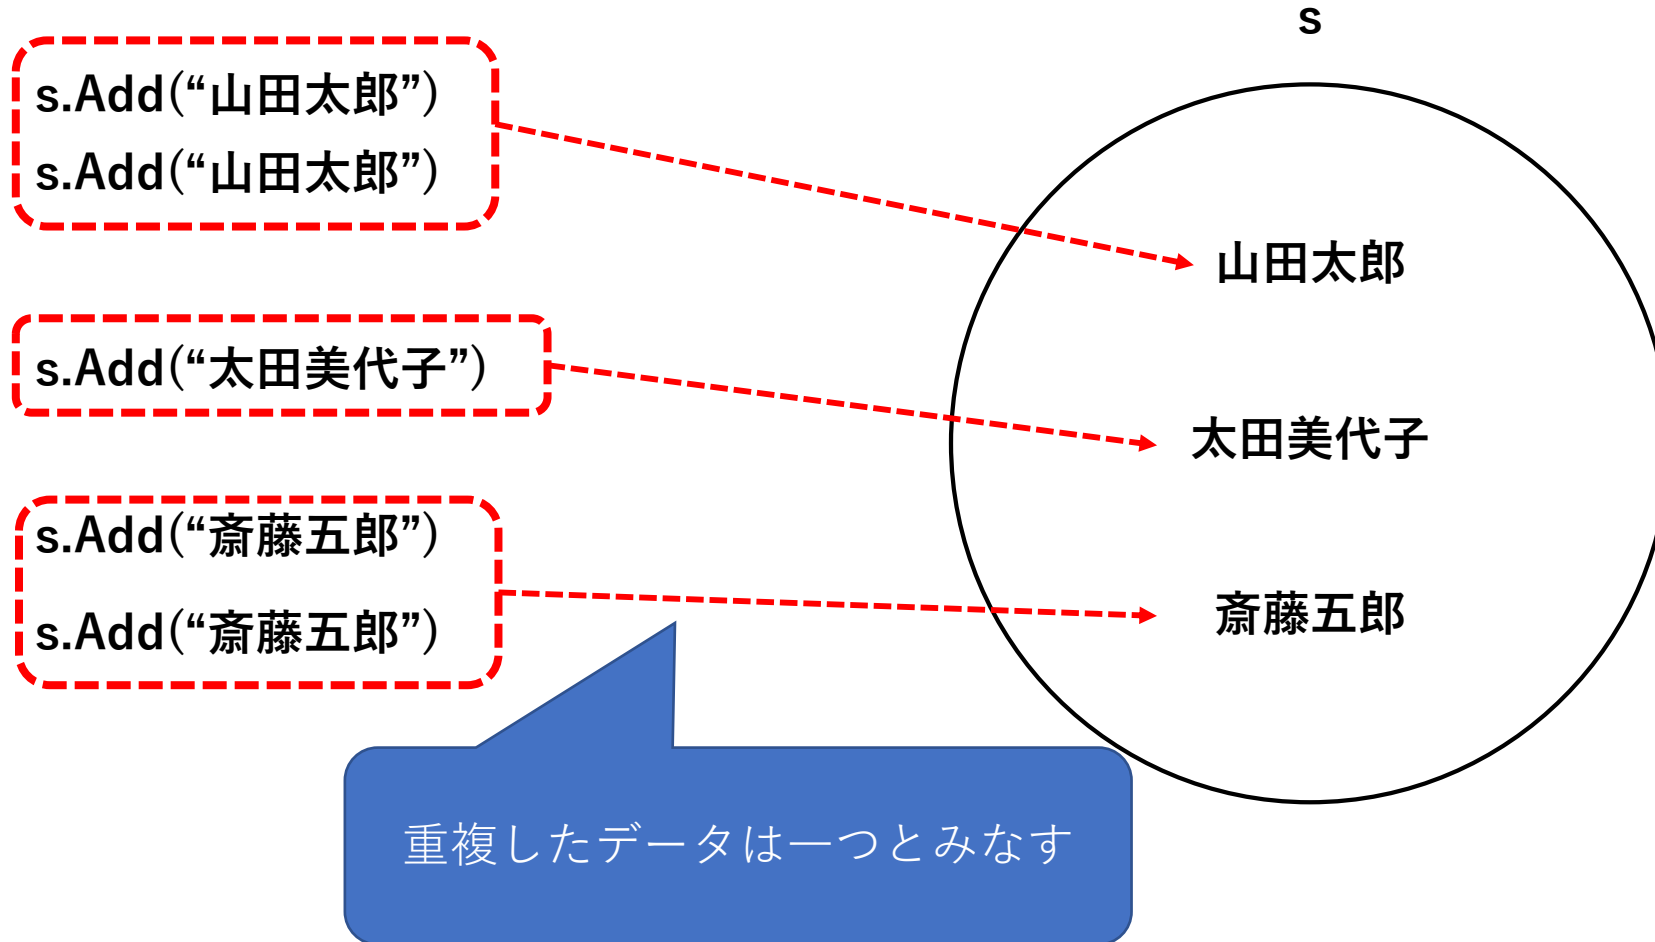 s
s.Add(“山田太郎”)
s.Add(“山田太郎”)
山田太郎
s.Add(“太田美代子”)
太田美代子
s.Add(“斎藤五郎”)
s.Add(“斎藤五郎”)
斎藤五郎
重複したデータは一つとみなす